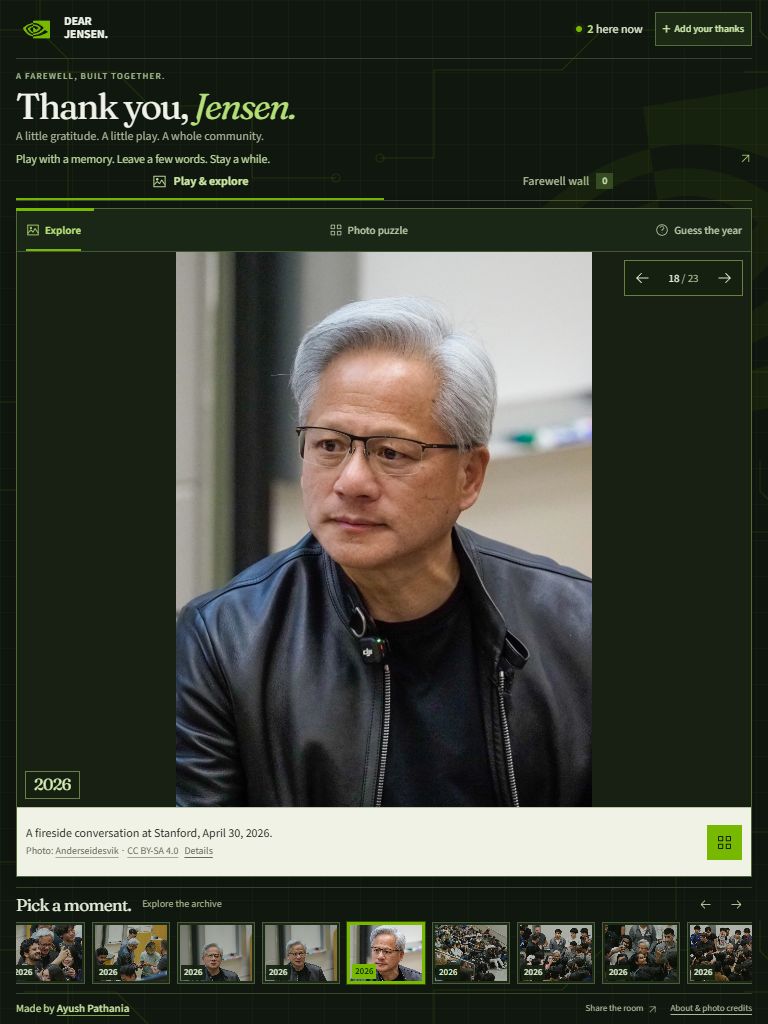 DEAR
JENSEN.
2 here now
+ Add your thanks
A FAREWELL, BUILT TOGETHER.
Thank you, Jensen.
A little gratitude. A little play. A whole community.
Play with a memory. Leave a few words. Stay a while.
Play & explore
Farewell wall 0
Explore
Photo puzzle
Guess the year
18 / 23
dji
2026
A fireside conversation at Stanford, April 30, 2026.
Photo: Anderseidesvik · CC BY-SA 4.0 Details
Pick a moment. Explore the archive
2026
2026
2026
2026
2026
2026
2026
2026
2026
Made by Ayush Pathania
Share the room
About & photo credits